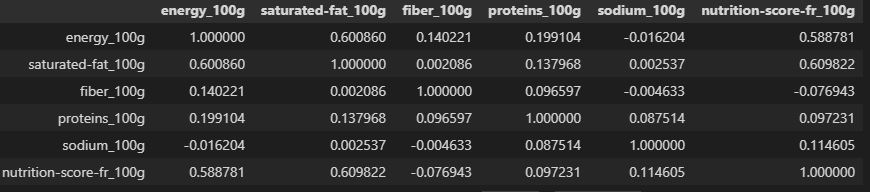 energy_100g saturated-fat_100g fiber_100g proteins_100g sodium_100g nutrition-score-fr_100g
energy_100g 1.000000 0.600860 0.140221 0.199104 -0.016204 0.588781
saturated-fat_100g 0.600860 1.000000 0.002086 0.137968 0.002537 0.609822
fiber_100g 0.140221 0.002086 1.000000 0.096597 -0.004633 -0.076943
proteins_100g 0.199104 0.137968 0.096597 1.000000 0.087514 0.097231
sodium_100g -0.016204 0.002537 -0.004633 0.087514 1.000000 0.114605
nutrition-score-fr_100g 0.588781 0.609822 -0.076943 0.097231 0.114605 1.000000